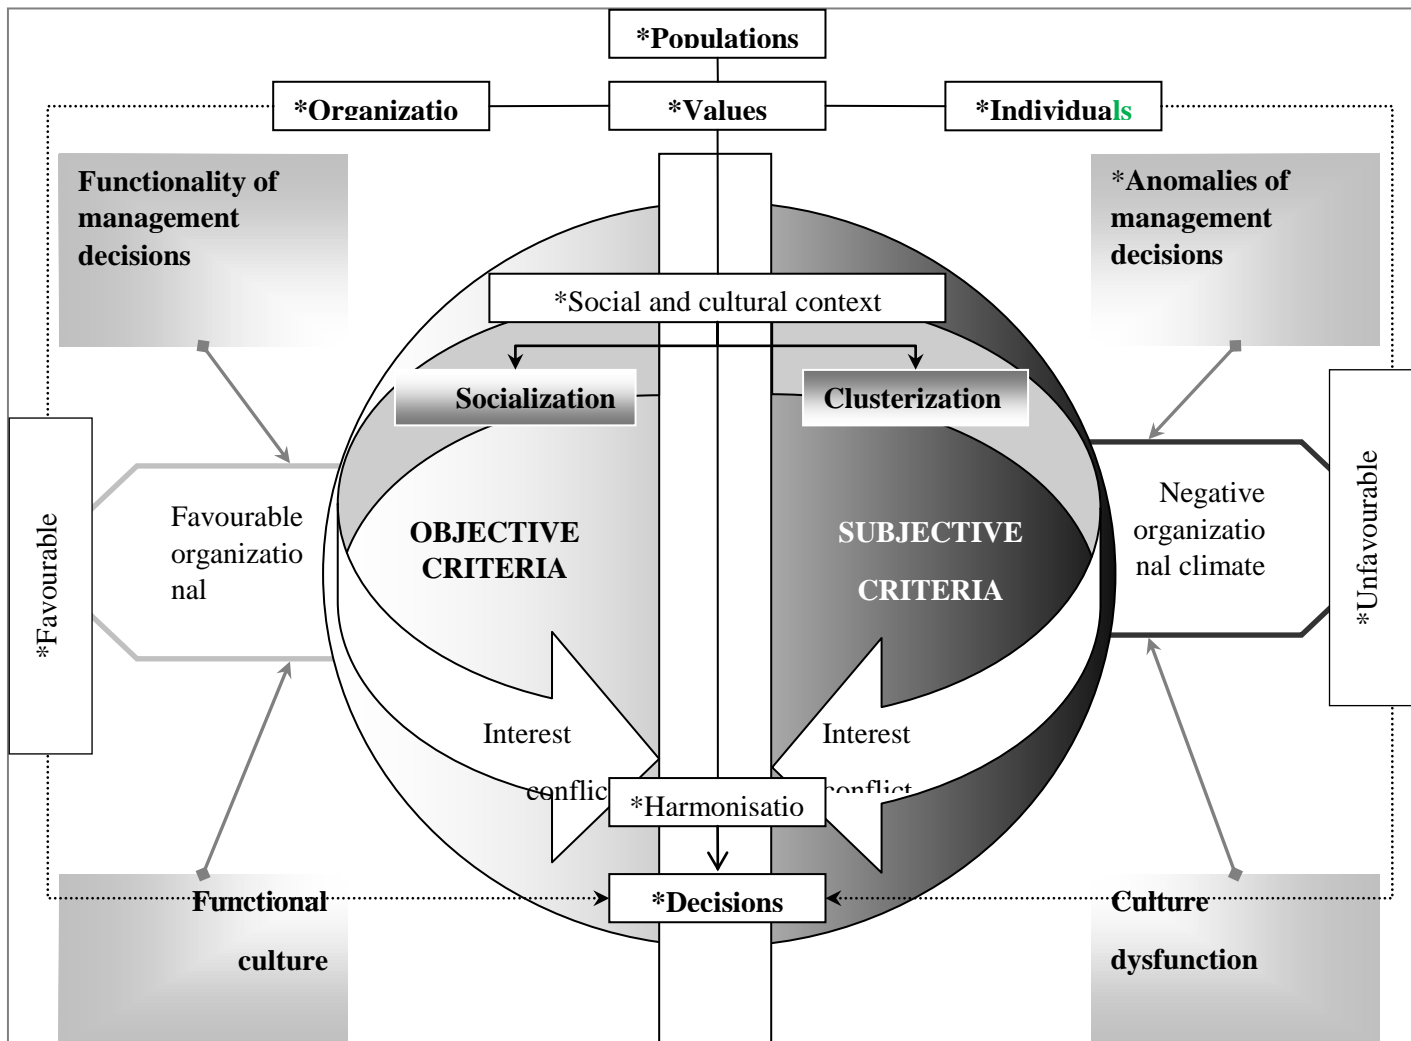 *Populations
*Organizatio
*Values
*Individuals
Functionality of
management
decisions
*Anomalies of
management
decisions
*Social and cultural context
Socialization
Clusterization
*Favourable
Favourable
organizatio
nal
OBJECTIVE
CRITERIA
SUBJECTIVE
CRITERIA
Negative
organizatio
nal climate
*Unfavourable
Interest
conflic
Interest
conflict
*Harmonisatio
*Decisions
Functional
culture
Culture
dysfunction